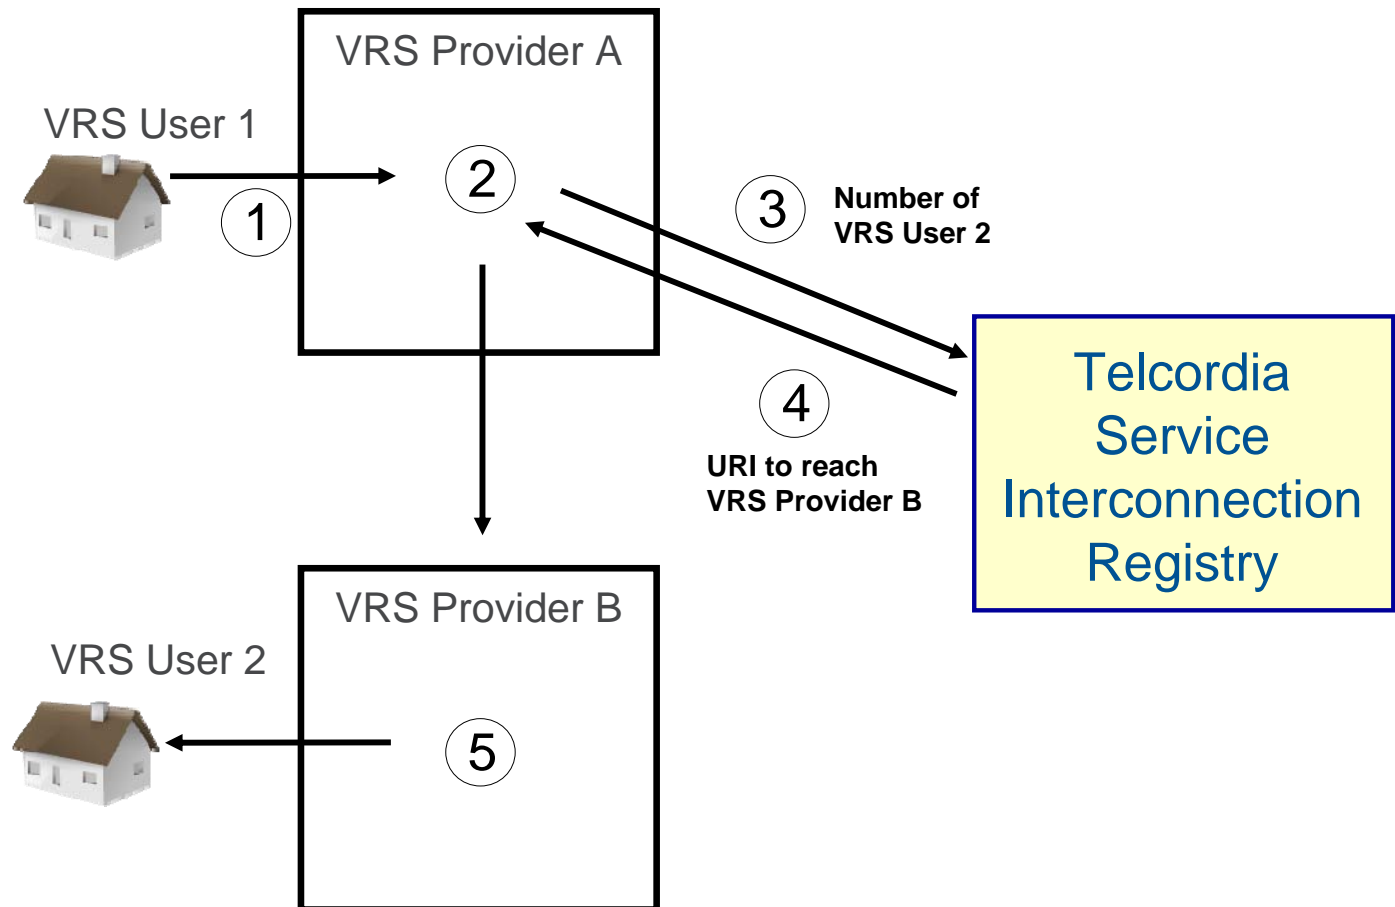 VRS Provider A
VRS User 1
1
2
3
Number of
VRS User 2
4
URI to reach
VRS Provider B
Telcordia
Service
Interconnection
Registry
VRS Provider B
VRS User 2
5